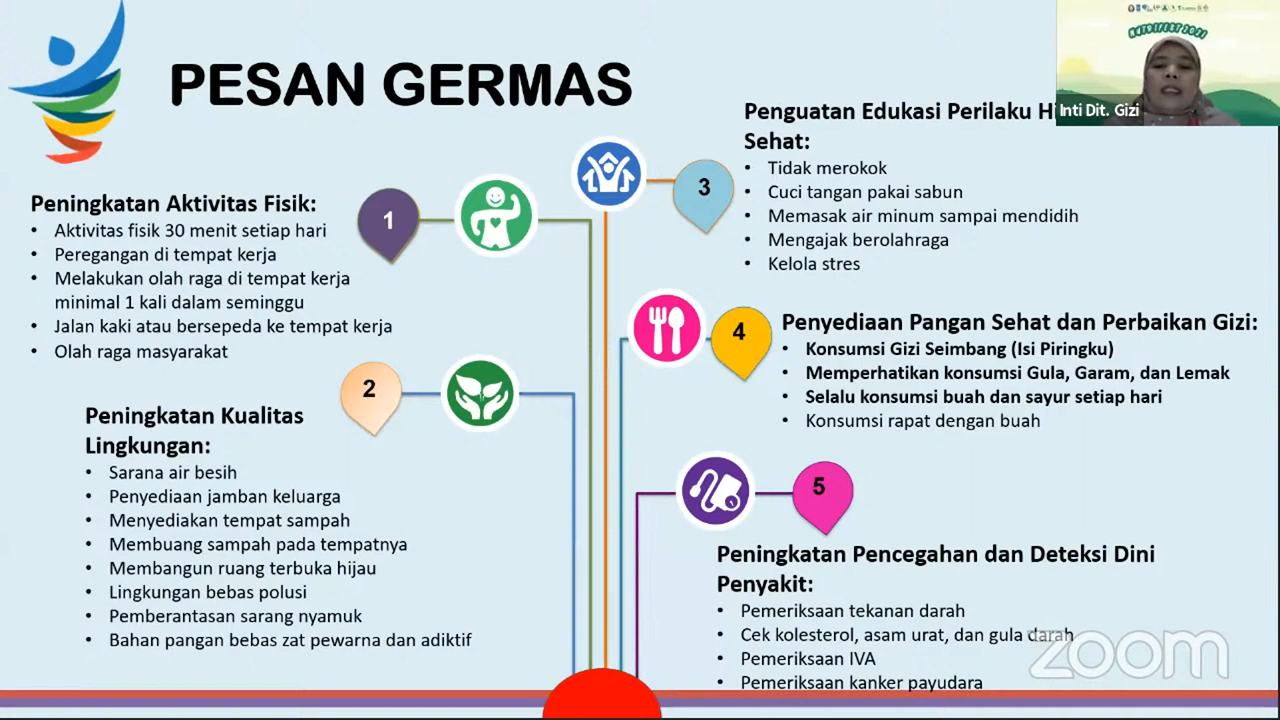 PESAN GERMAS
NUTRIFEST 2021
Inti Dit. Gizi
Peningkatan Aktivitas Fisik:
• Aktivitas fisik 30 menit setiap hari
• Peregangan di tempat kerja
• Melakukan olah raga di tempat kerja
minimal 1 kali dalam seminggu
• Jalan kaki atau bersepeda ke tempat kerja
• Olah raga masyarakat
1
2
Peningkatan Kualitas
Lingkungan:
• Sarana air besih
• Penyediaan jamban keluarga
• Menyediakan tempat sampah
• Membuang sampah pada tempatnya
• Membangun ruang terbuka hijau
• Lingkungan bebas polusi
• Pemberantasan sarang nyamuk
• Bahan pangan bebas zat pewarna dan adiktif
3
Penguatan Edukasi Perilaku
Sehat:
• Tidak merokok
• Cuci tangan pakai sabun
• Memasak air minum sampai mendidih
• Mengajak berolahraga
• Kelola stres
4
Penyediaan Pangan Sehat dan Perbaikan Gizi:
• Konsumsi Gizi Seimbang (Isi Piringku)
• Memperhatikan konsumsi Gula, Garam, dan Lemak
• Selalu konsumsi buah dan sayur setiap hari
• Konsumsi rapat dengan buah
5
Peningkatan Pencegahan dan Deteksi Dini
Penyakit:
• Pemeriksaan tekanan darah
• Cek kolesterol, asam urat, dan gula darah
• Pemeriksaan IVA
• Pemeriksaan kanker payudara
zoom